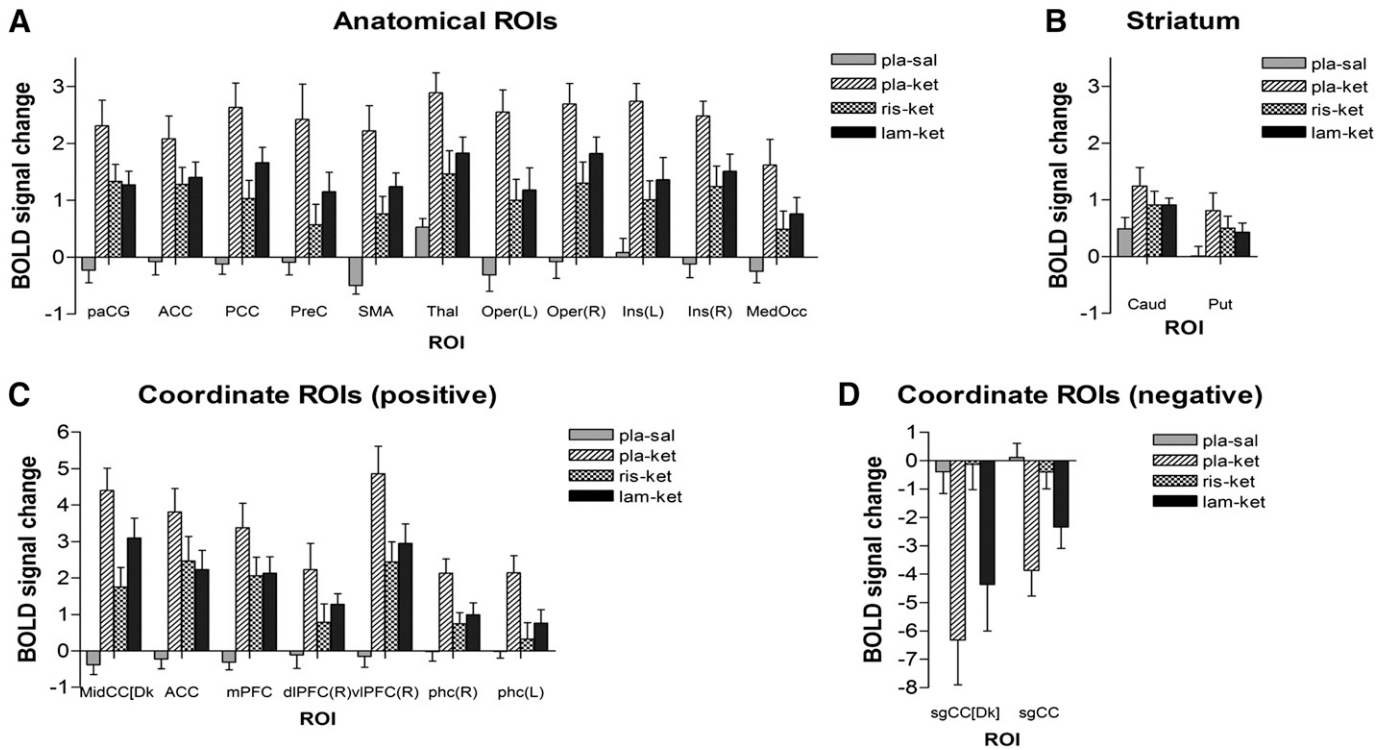 A
Anatomical ROIs
BOLD signal change
3
2
1
0
-1
paCG ACC PCC PreC SMA Thal Oper(L) Oper(R) Ins(L) Ins(R) MedOcc
ROI
pla-sal
pla-ket
ris-ket
lam-ket
B
Striatum
BOLD signal change
3
2
1
0
-1
Caud Put
ROI
pla-sal
pla-ket
ris-ket
lam-ket
C
Coordinate ROIs (positive)
BOLD signal change
6
5
4
3
2
1
0
-1
MidCC[Dk ACC mPFC dlPFC(R) vlPFC(R) phc(R) phc(L)
ROI
pla-sal
pla-ket
ris-ket
lam-ket
D
Coordinate ROIs (negative)
BOLD signal change
1
0
-1
-2
-3
-4
-5
-6
-7
-8
sgCC[Dk] sgCC
ROI
pla-sal
pla-ket
ris-ket
lam-ket